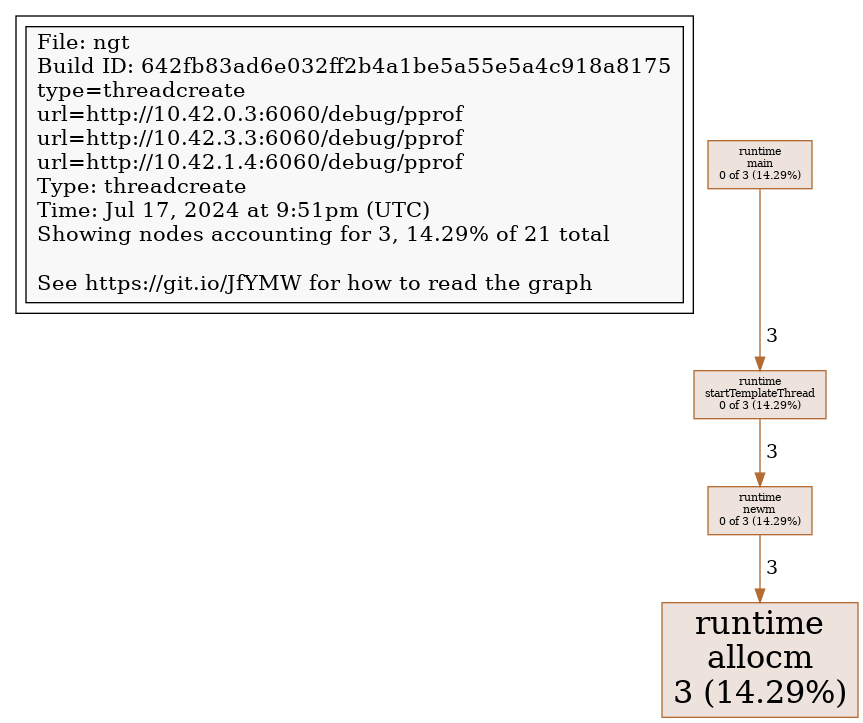 File: ngt
Build ID: 642fb83ad6e032ff2b4a1be5a55e5a4c918a8175
type=threadcreate
url=http://10.42.0.3:6060/debug/pprof
url=http://10.42.3.3:6060/debug/pprof
url=http://10.42.1.4:6060/debug/pprof
Type: threadcreate
Time: Jul 17, 2024 at 9:51pm (UTC)
Showing nodes accounting for 3, 14.29% of 21 total
See https://git.io/JfYMW for how to read the graph
runtime
main
0 of 3 (14.29%)
3
runtime
startTemplateThread
0 of 3 (14.29%)
3
runtime
newm
0 of 3 (14.29%)
3
runtime
allocm
3 (14.29%)